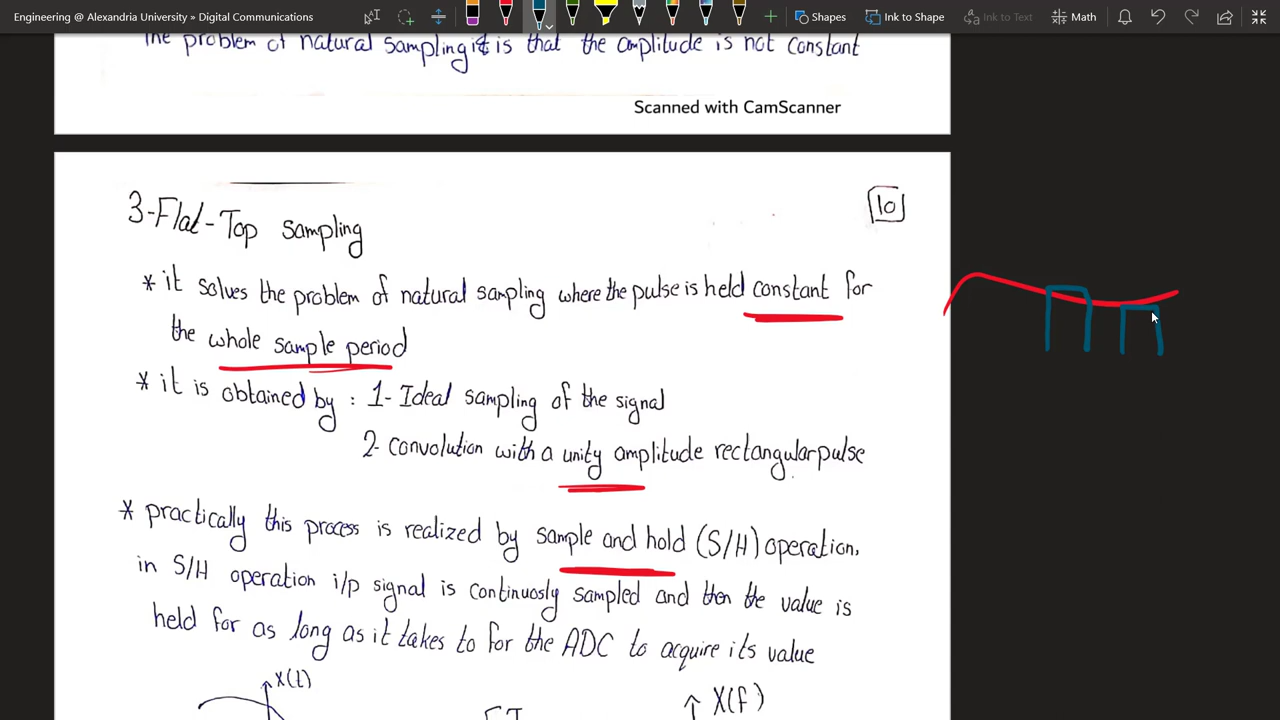 Engineering @ Alexandria University » Digital Communications
Shapes
Ink to Shape
Ink to Text
Math
The problem of natural sampling it is that the amplitude is not constant
Scanned with CamScanner
3-Flat-Top sampling
10
* it solves the problem of natural sampling where the pulse is held constant for
the whole sample period
* it is obtained by : 1- Ideal sampling of the signal
2- convolution with a unity amplitude rectangular pulse
* practically this process is realized by sample and hold (S/H) operation,
in S/H operation i/p signal is continuosly sampled and then the value is
held for as long as it takes to for the ADC to acquire its value
X(t)
X(f)